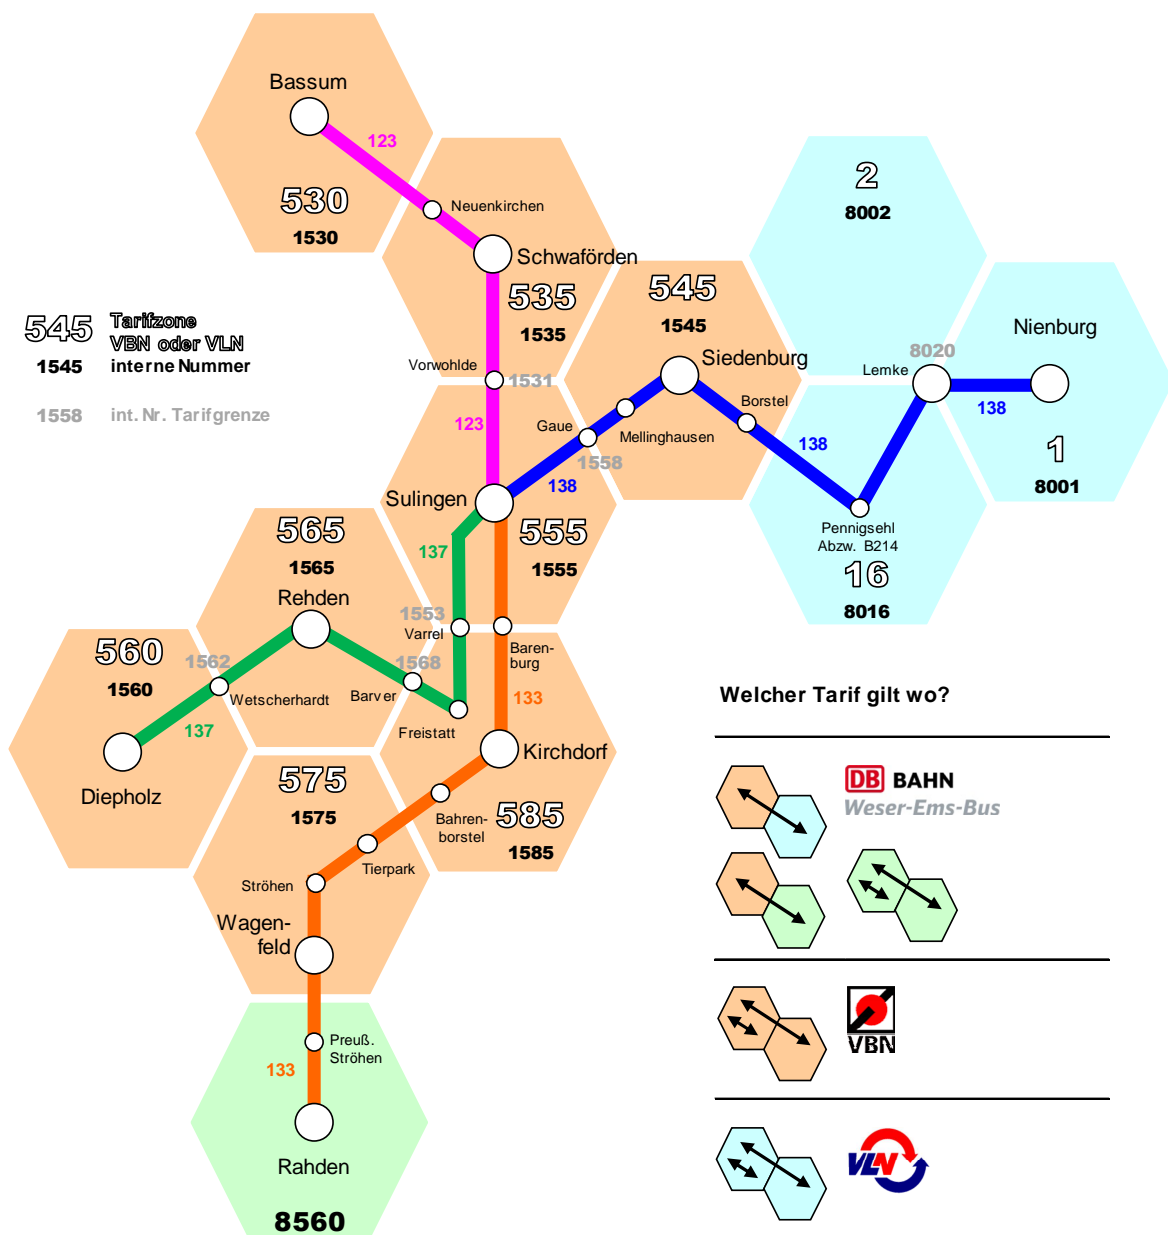 Bassum
123
530
1530
Neuenkirchen
Schwaförden
535
1535
2
8002
545
1545
Nienburg
545 Tarifzone
VBN oder VLN
1545 interne Nummer
1558 int. Nr. Tarifgrenze
Vorwohlde
1531
Siedenburg
8020
Lemke
138
Borstel
123
Gaue
Mellinghausen
1558
138
138
1
8001
Sulingen
555
1555
Pennigsehl
Abzw. B214
16
8016
565
1565
Rehden
137
1553
Varrel
Baren-
burg
560
1560
1562
1568
Wetscherhardt
Barver
133
137
Freistatt
Kirchdorf
Diepholz
575
1575
Bahren-
borstel
585
1585
Tierpark
Ströhen
Wagen-
feld
Preuß.
Ströhen
133
Rahden
8560
Welcher Tarif gilt wo?
DB BAHN
Weser-Ems-Bus
VBN
VLN